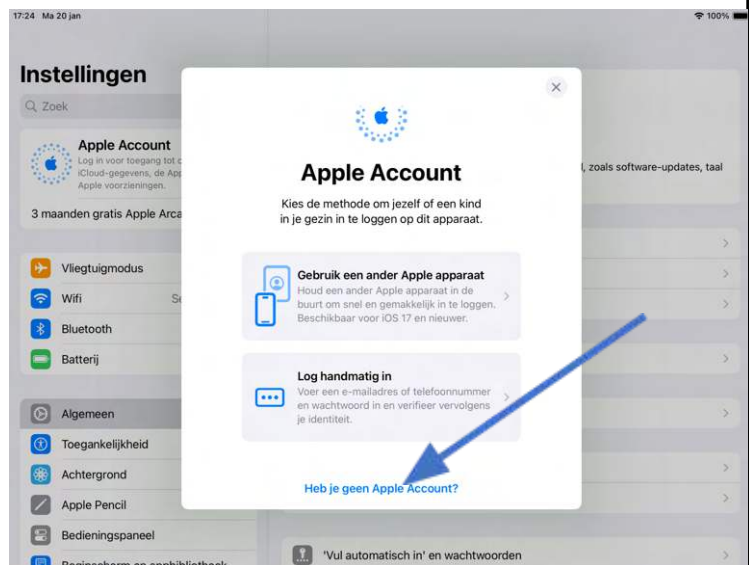 17:24 Ma 20 jan
100%
Instellingen
Zoek
Apple Account
Log in voor toegang tot
iCloud-gegevens, de App
Apple voorzieningen.
3 maanden gratis Apple Arca
Vliegtuigmodus
Wifi
Bluetooth
Batterij
Algemeen
Toegankelijkheid
Achtergrond
Apple Pencil
Bedieningspaneel
Apple Account
Kies de methode om jezelf of een kind
in je gezin in te loggen op dit apparaat.
Gebruik een ander Apple apparaat
Houd een ander Apple apparaat in de
buurt om snel en gemakkelijk in te loggen.
Beschikbaar voor iOS 17 en nieuwer.
Log handmatig in
Voer een e-mailadres of telefoonnummer
en wachtwoord in en verifieer vervolgens
je identiteit.
Heb je geen Apple Account?
zoals software-updates, taal
'Vul automatisch in' en wachtwoorden